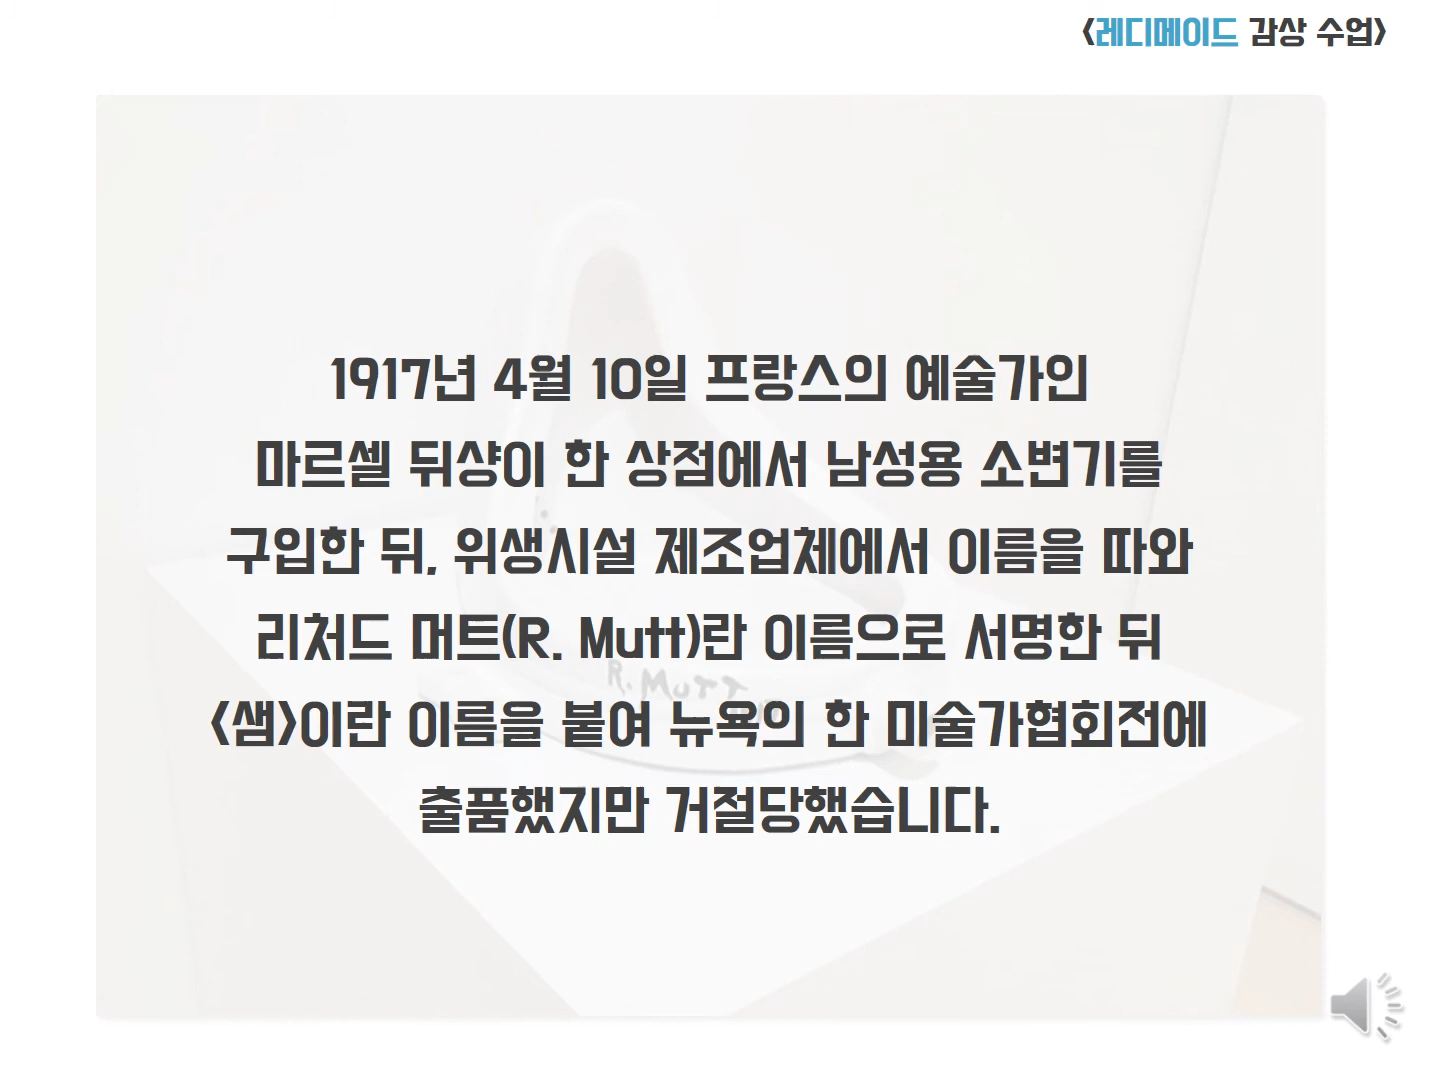 <레디메이드 감상 수업>
1917년 4월 10일 프랑스의 예술가인
마르셀 뒤샹이 한 상점에서 남성용 소변기를
구입한 뒤, 위생시설 제조업체에서 이름을 따와
리처드 머트(R. Mutt)란 이름으로 서명한 뒤
R. MUTT
<샘>이란 이름을 붙여 뉴욕의 한 미술가협회전에
출품했지만 거절당했습니다.